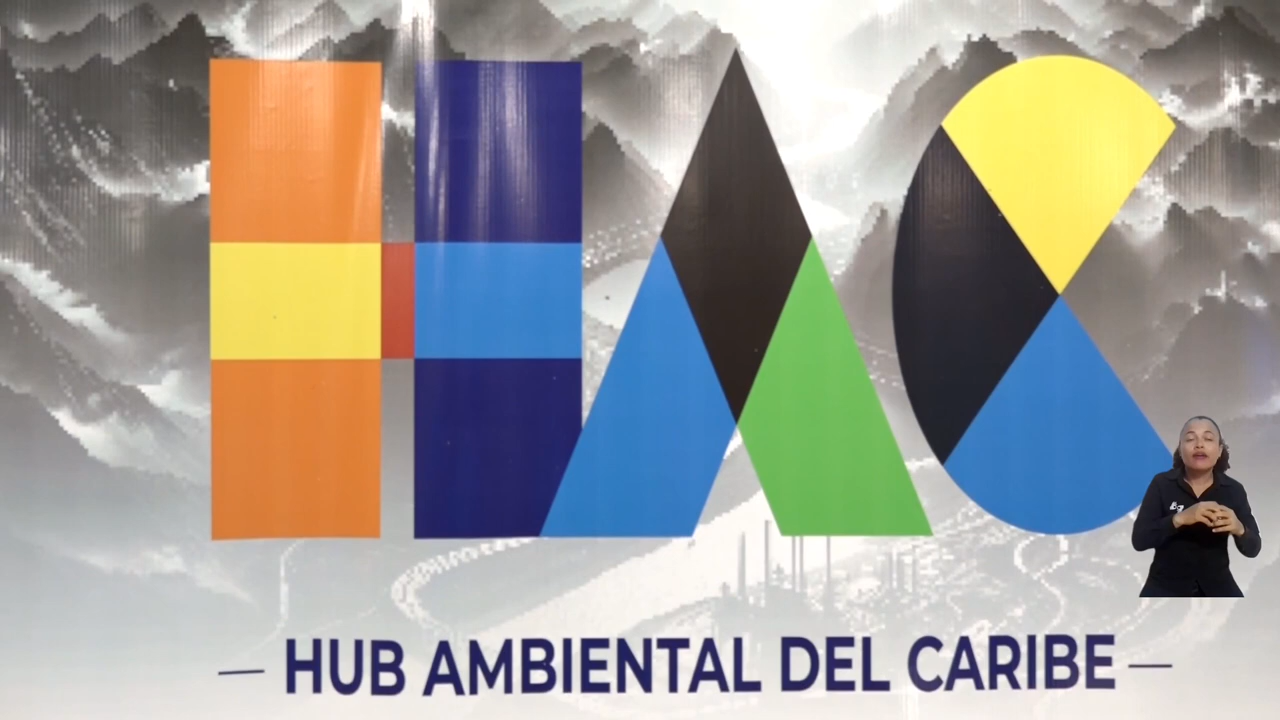 HAC
— HUB AMBIENTAL DEL CARIBE —